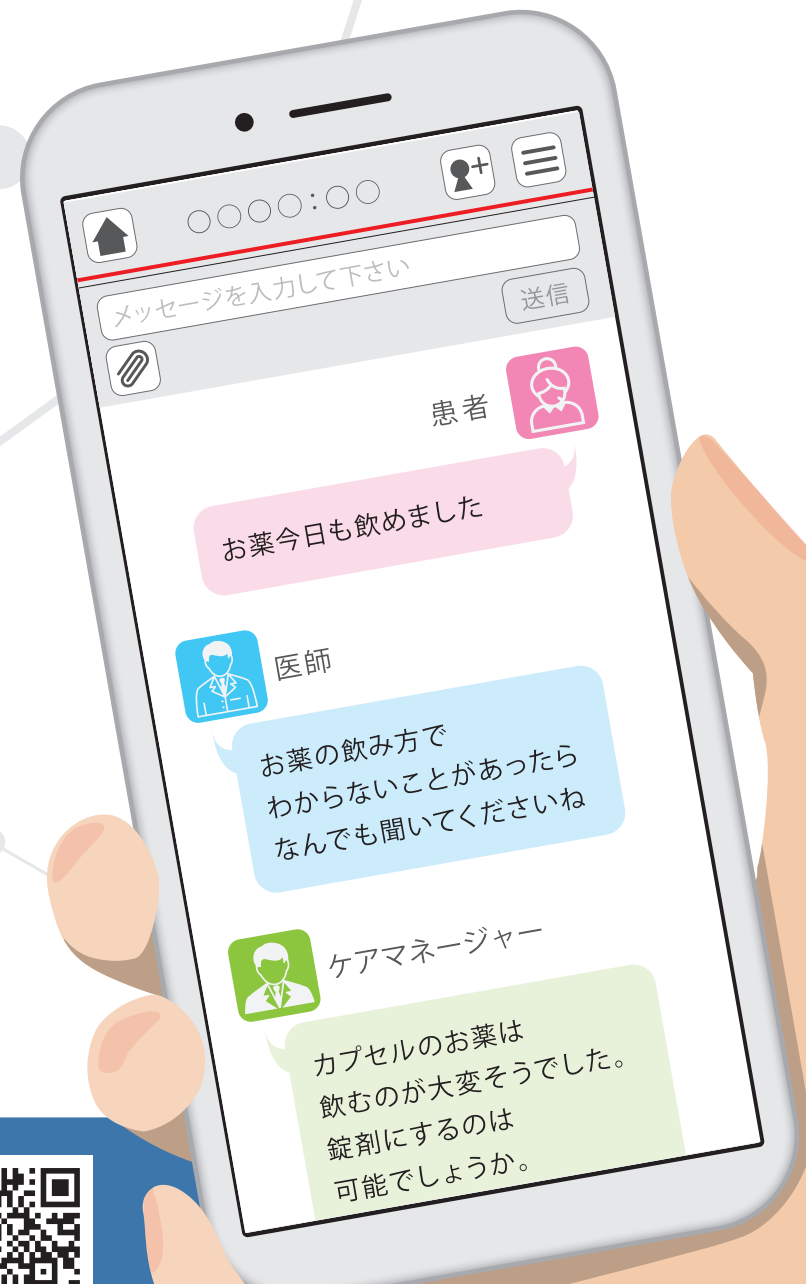 ○○○○:○○
メッセージを入力して下さい
送信
患者
お薬今日も飲めました
医師
お薬の飲み方で
わからないことがあったら
なんでも聞いてくださいね
ケアマネージャー
カプセルのお薬は
飲むのが大変そうでした。
錠剤にするのは
可能でしょうか。